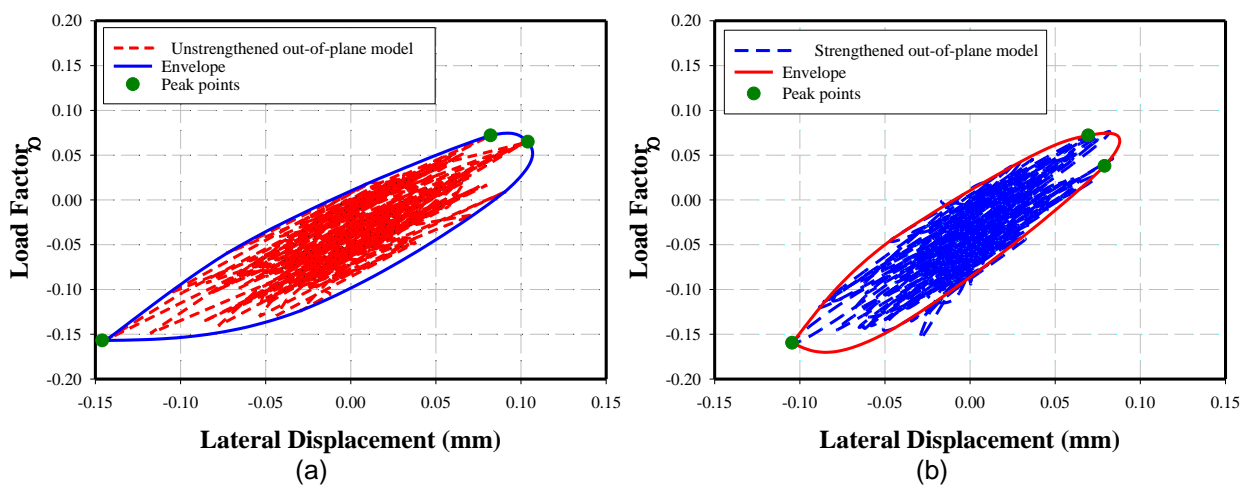 0.20
0.15
0.10
0.05
0.00
-0.05
-0.10
-0.15
-0.20
Load Factor α
Unstrengthened out-of-plane model
Envelope
Peak points
-0.15 -0.10 -0.05 0.00 0.05 0.10 0.15
Lateral Displacement (mm)
(a)
0.20
0.15
0.10
0.05
0.00
-0.05
-0.10
-0.15
-0.20
Load Factor α
Strengthened out-of-plane model
Envelope
Peak points
-0.15 -0.10 -0.05 0.00 0.05 0.10 0.15
Lateral Displacement (mm)
(b)